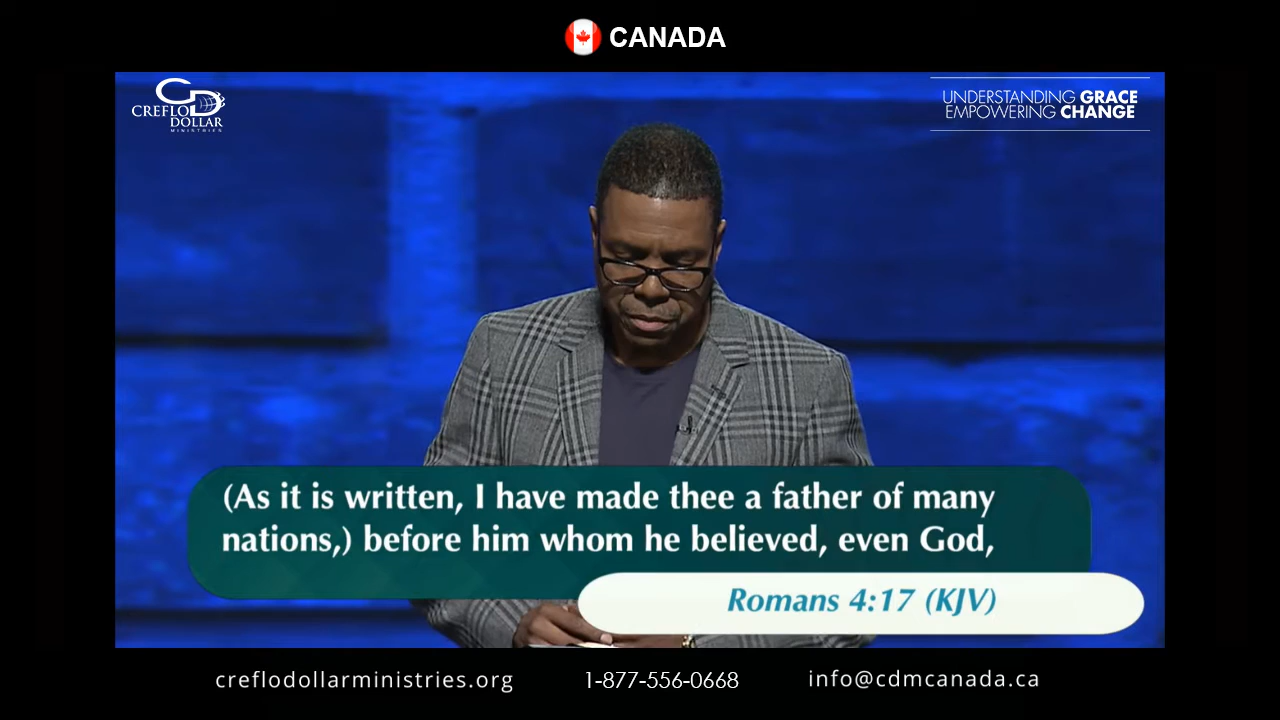 CANADA
CREFLO
DOLLAR
MINISTRIES
UNDERSTANDING GRACE
EMPOWERING CHANGE
(As it is written, I have made thee a father of many
nations,) before him whom he believed, even God,
Romans 4:17 (KJV)
creflodollarministries.org 1-877-556-0668 info@cdmcanada.ca